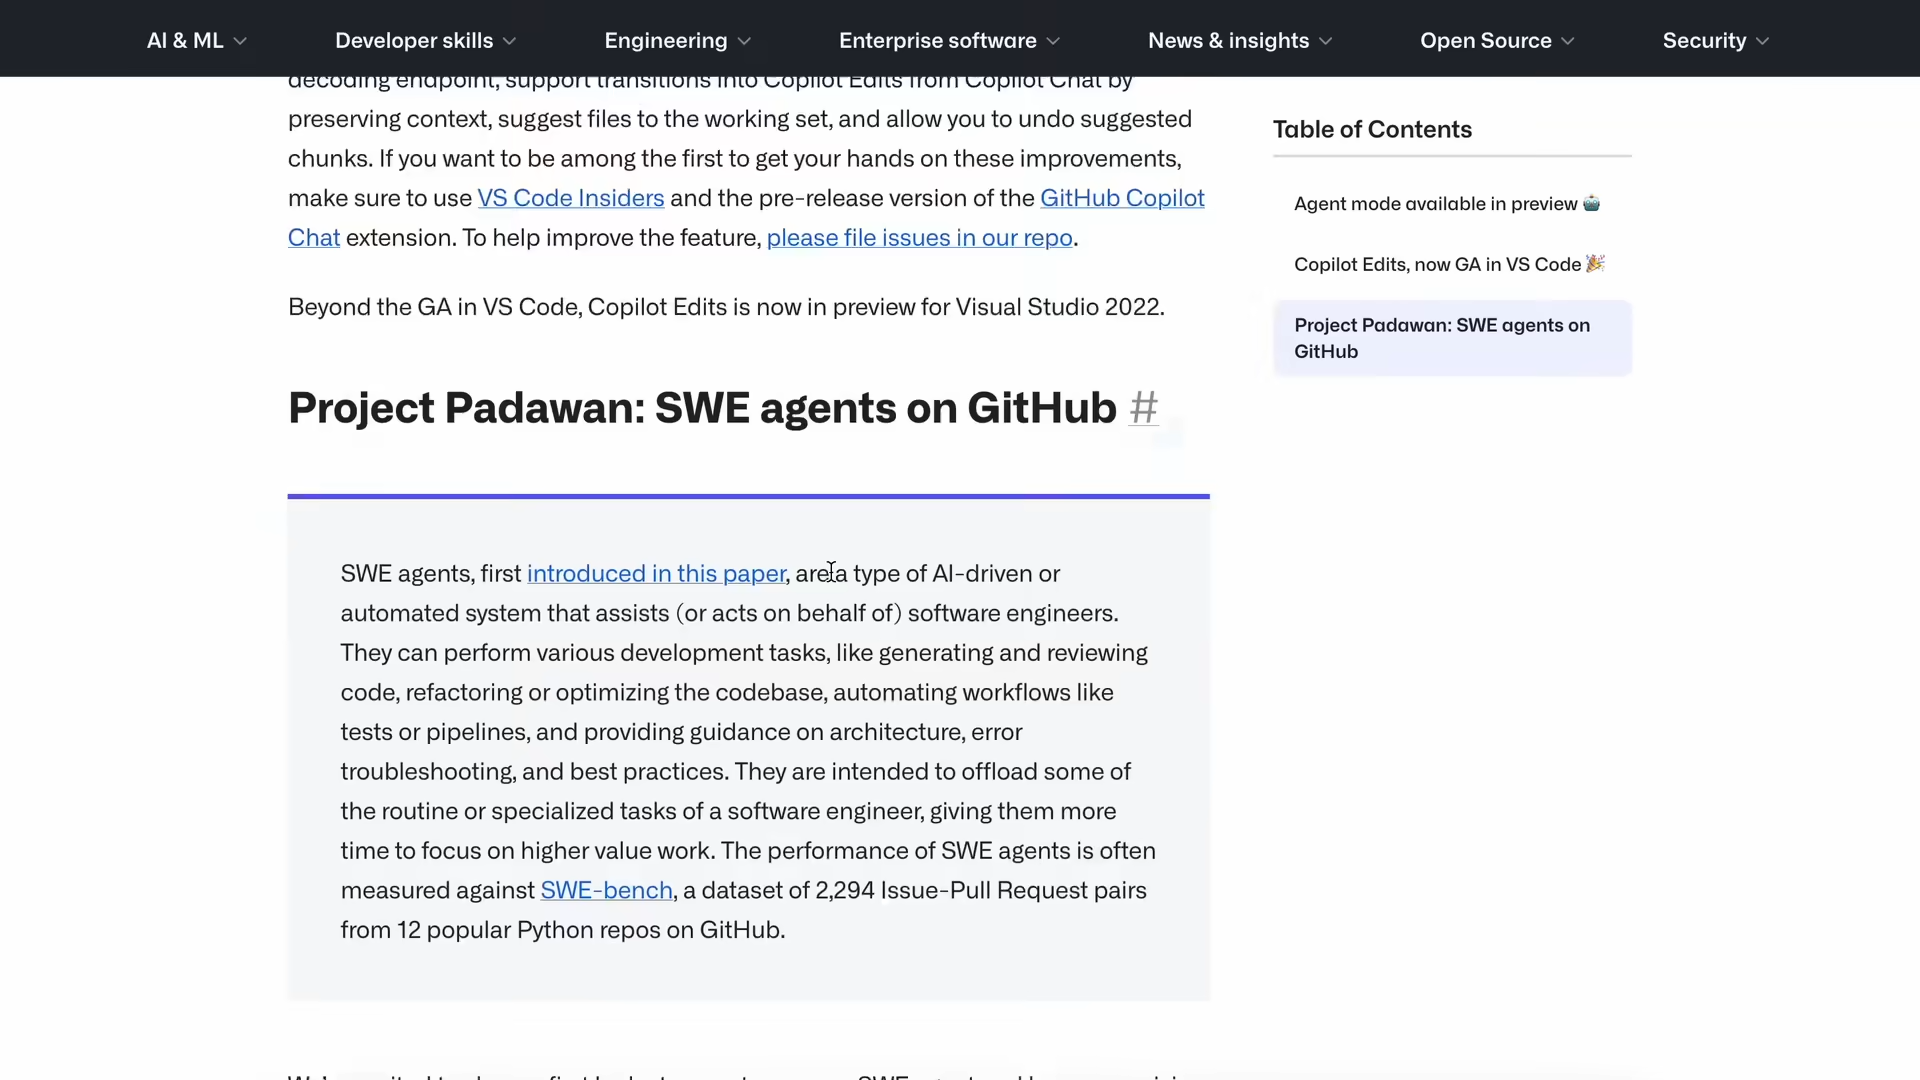 AI & ML
Developer skills
Engineering
Enterprise software
News & insights
Open Source
Security
decoding endpoint, support transitions into Copilot Edits from Copilot Chat by
preserving context, suggest files to the working set, and allow you to undo suggested
chunks. If you want to be among the first to get your hands on these improvements,
make sure to use VS Code Insiders and the pre-release version of the GitHub Copilot
Chat extension. To help improve the feature, please file issues in our repo.
Beyond the GA in VS Code, Copilot Edits is now in preview for Visual Studio 2022.
Project Padawan: SWE agents on GitHub #
SWE agents, first introduced in this paper, are a type of AI-driven or
automated system that assists (or acts on behalf of) software engineers.
They can perform various development tasks, like generating and reviewing
code, refactoring or optimizing the codebase, automating workflows like
tests or pipelines, and providing guidance on architecture, error
troubleshooting, and best practices. They are intended to offload some of
the routine or specialized tasks of a software engineer, giving them more
time to focus on higher value work. The performance of SWE agents is often
measured against SWE-bench, a dataset of 2,294 Issue-Pull Request pairs
from 12 popular Python repos on GitHub.
Table of Contents
Agent mode available in preview 🤖
Copilot Edits, now GA in VS Code 🎉
Project Padawan: SWE agents on
GitHub